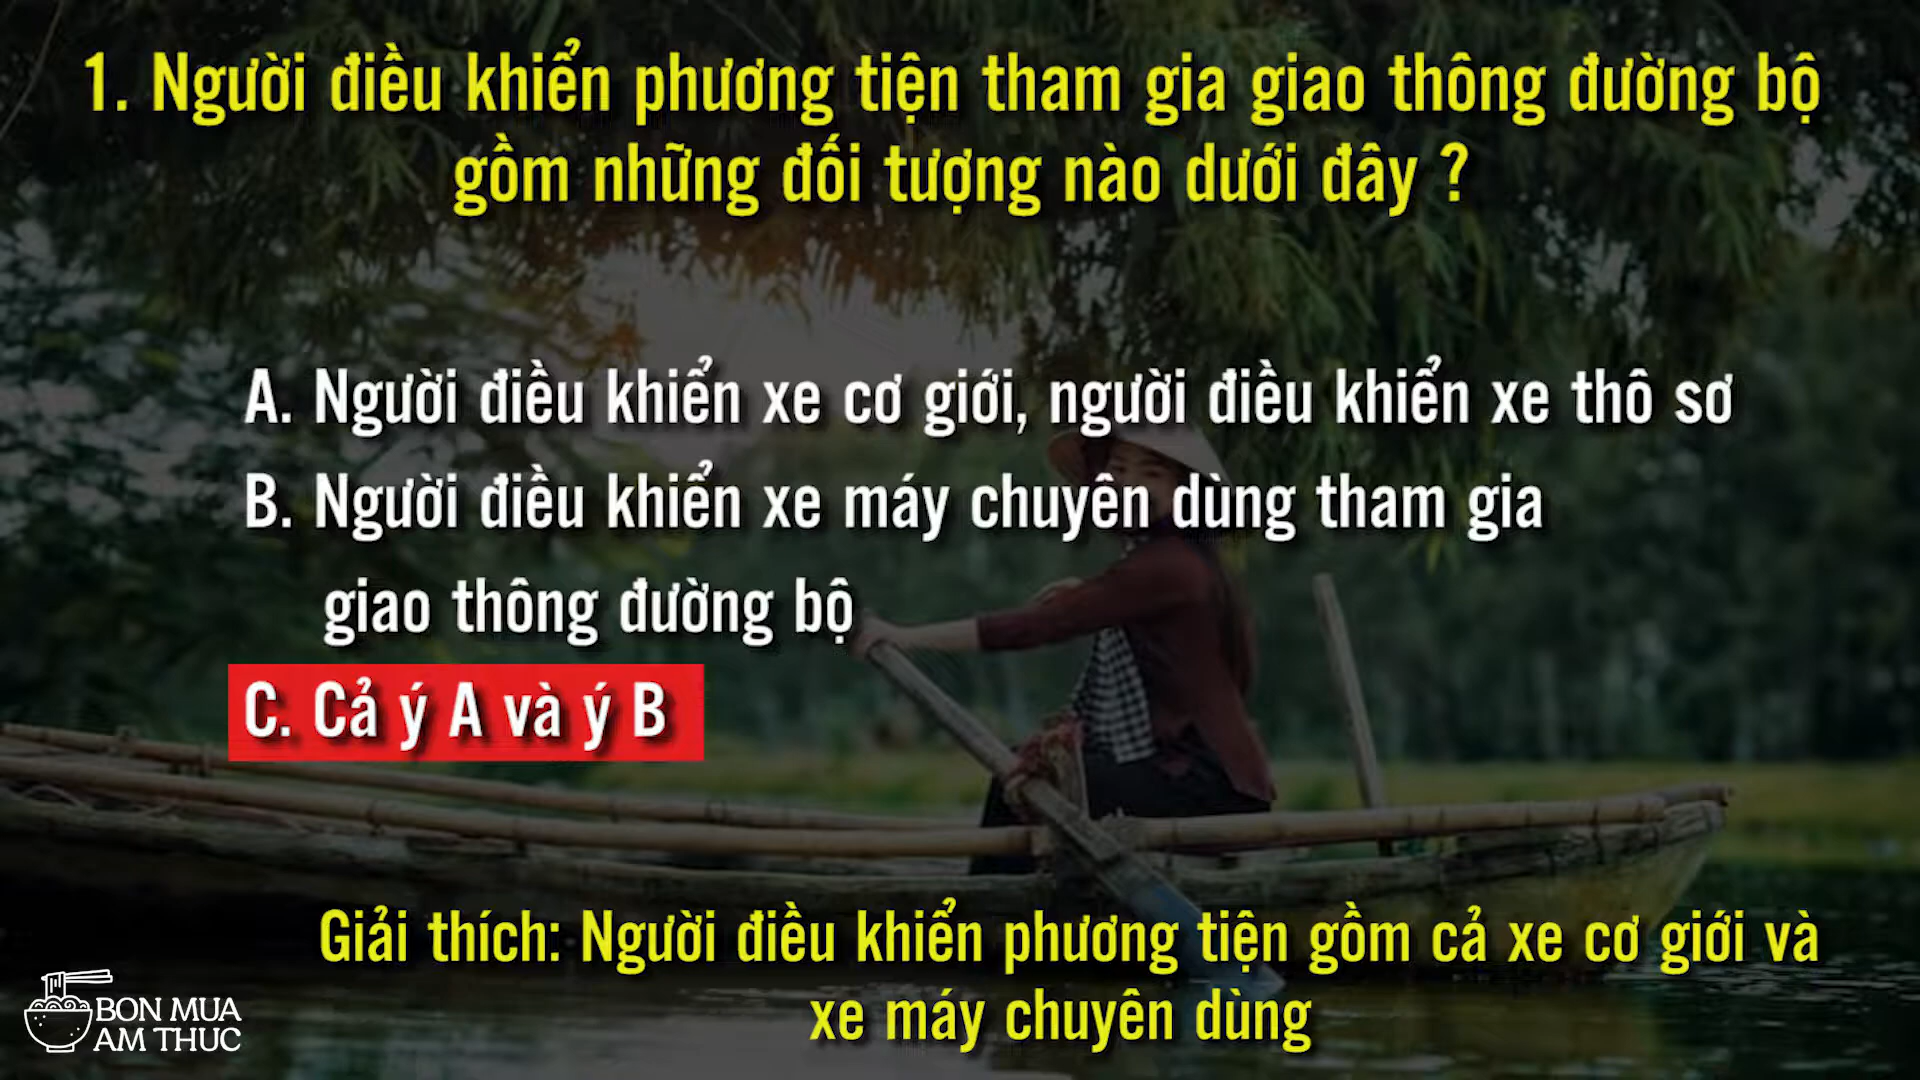 1. Người điều khiển phương tiện tham gia giao thông đường bộ
gồm những đối tượng nào dưới đây ?
A. Người điều khiển xe cơ giới, người điều khiển xe thô sơ
B. Người điều khiển xe máy chuyên dùng tham gia
giao thông đường bộ
C. Cả ý A và ý B
Giải thích: Người điều khiển phương tiện gồm cả xe cơ giới và
xe máy chuyên dùng
BON MUA
AM THUC